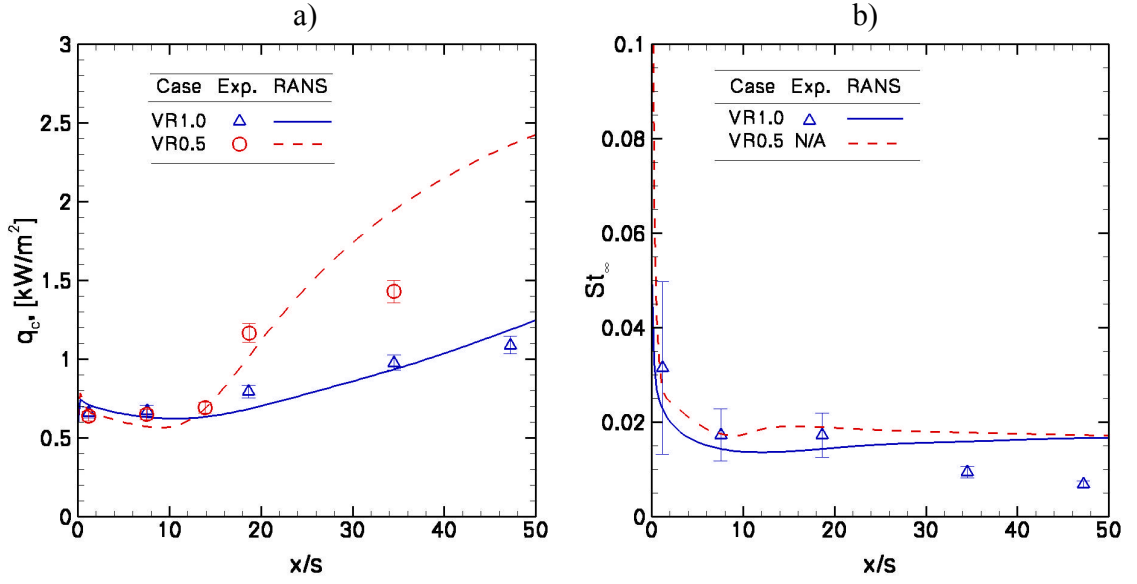 a)
3
2.5
2
1.5
1
0.5
0
q_c, [kW/m²]
Case Exp. RANS
VR1.0
VR0.5
0 10 20 30 40 50
x/s
b)
0.1
0.08
0.06
0.04
0.02
0
St_∞
Case Exp. RANS
VR1.0
VR0.5 N/A
0 10 20 30 40 50
x/s